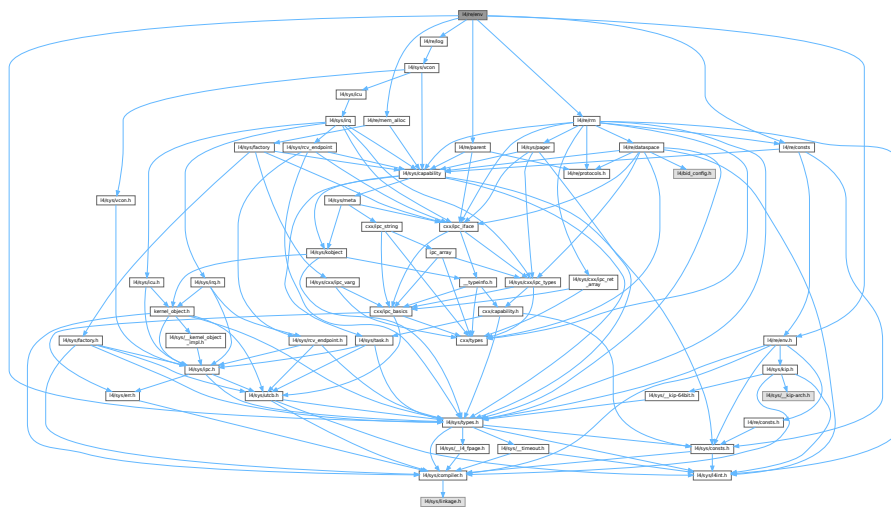 l4/re/env
l4/re/log
l4/sys/vcon
l4/sys/icu
l4/sys/irq
l4/re/mem_alloc
l4/re/rm
l4/sys/factory
l4/sys/rcv_endpoint
l4/re/parent
l4/sys/pager
l4/re/dataspace
l4/re/consts
l4/sys/capability
l4/re/protocols.h
l4/bid_config.h
l4/sys/vcon.h
l4/sys/meta
cxx/ipc_string
cxx/ipc_iface
l4/sys/kobject
ipc_array
l4/sys/icu.h
l4/sys/irq.h
l4/sys/cxx/ipc_varg
__typeinfo.h
l4/sys/cxx/ipc_types
l4/sys/cxx/ipc_ret
_array
kernel_object.h
cxx/ipc_basics
cxx/capability.h
l4/sys/factory.h
l4/sys/__kernel_object
_impl.h
l4/sys/rcv_endpoint.h
l4/sys/task.h
cxx/types
l4/re/env.h
l4/sys/ipc.h
l4/sys/kip.h
l4/sys/err.h
l4/sys/utcb.h
l4/sys/__kip-64bit.h
l4/sys/__kip-arch.h
l4/sys/types.h
l4/re/consts.h
l4/sys/__l4_fpage.h
l4/sys/__timeout.h
l4/sys/consts.h
l4/sys/compiler.h
l4/sys/l4int.h
l4/sys/linkage.h